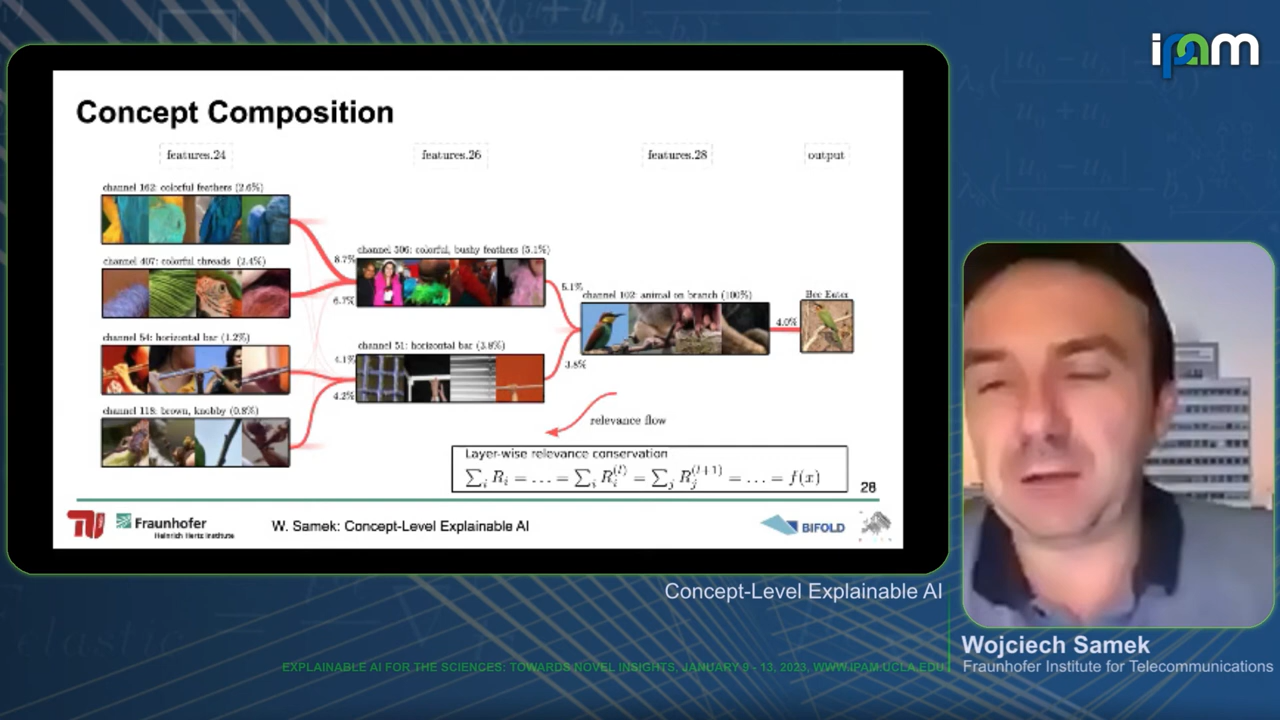 ipam
Concept Composition
features.24
features.26
features.28
output
channel 162: colorful feathers (2.6%)
channel 407: colorful threads (2.4%)
channel 54: horizontal bar (1.2%)
channel 118: brown, knobby (0.8%)
8.7%
6.7%
4.1%
4.2%
channel 306: colorful, bushy feathers (5.1%)
channel 51: horizontal bar (3.8%)
5.1%
3.8%
channel 102: animal on branch (100%)
4.0%
Bee Eater
relevance flow
Layer-wise relevance conservation
∑ᵢ Rᵢ = … = ∑ᵢ Rᵢ⁽ˡ⁾ = ∑ⱼ Rⱼ⁽ˡ⁺¹⁾ = … = f(x)
28
Fraunhofer
Heinrich Hertz Institute
W. Samek: Concept-Level Explainable AI
BIFOLD
Concept-Level Explainable AI
Wojciech Samek
Fraunhofer Institute for Telecommunications
EXPLAINABLE AI FOR THE SCIENCES: TOWARDS NOVEL INSIGHTS, JANUARY 9 - 13, 2023, WWW.IPAM.UCLA.EDU